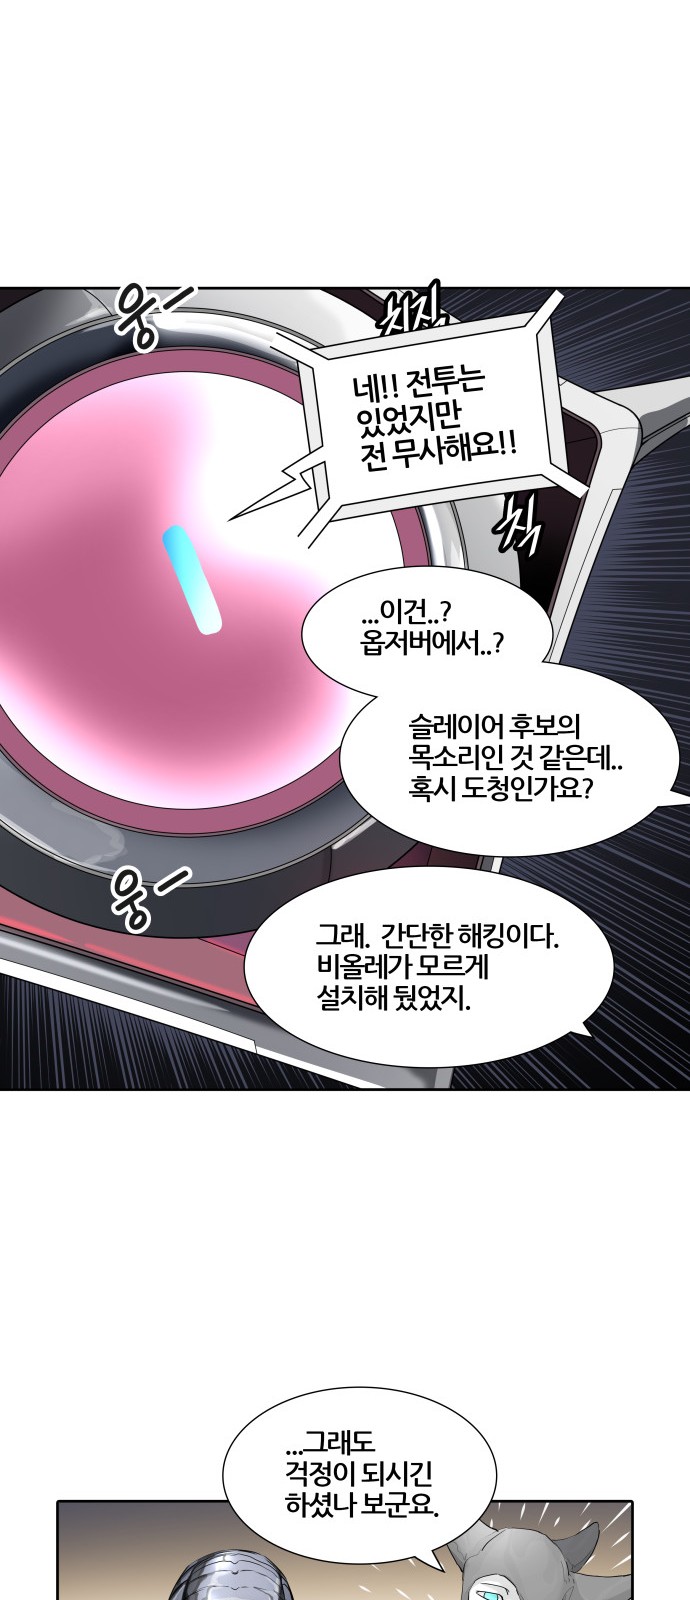 웅ㅡ
치직
네!! 전투는
있었지만
전 무사해요!!
칙
...이건..?
옵저버에서..?
슬레이어 후보의
목소리인 것 같은데..
혹시 도청인가요?
웅ㅡ
그래. 간단한 해킹이다.
비올레가 모르게
설치해 뒀었지.
...그래도
걱정이 되시긴
하셨나 보군요.